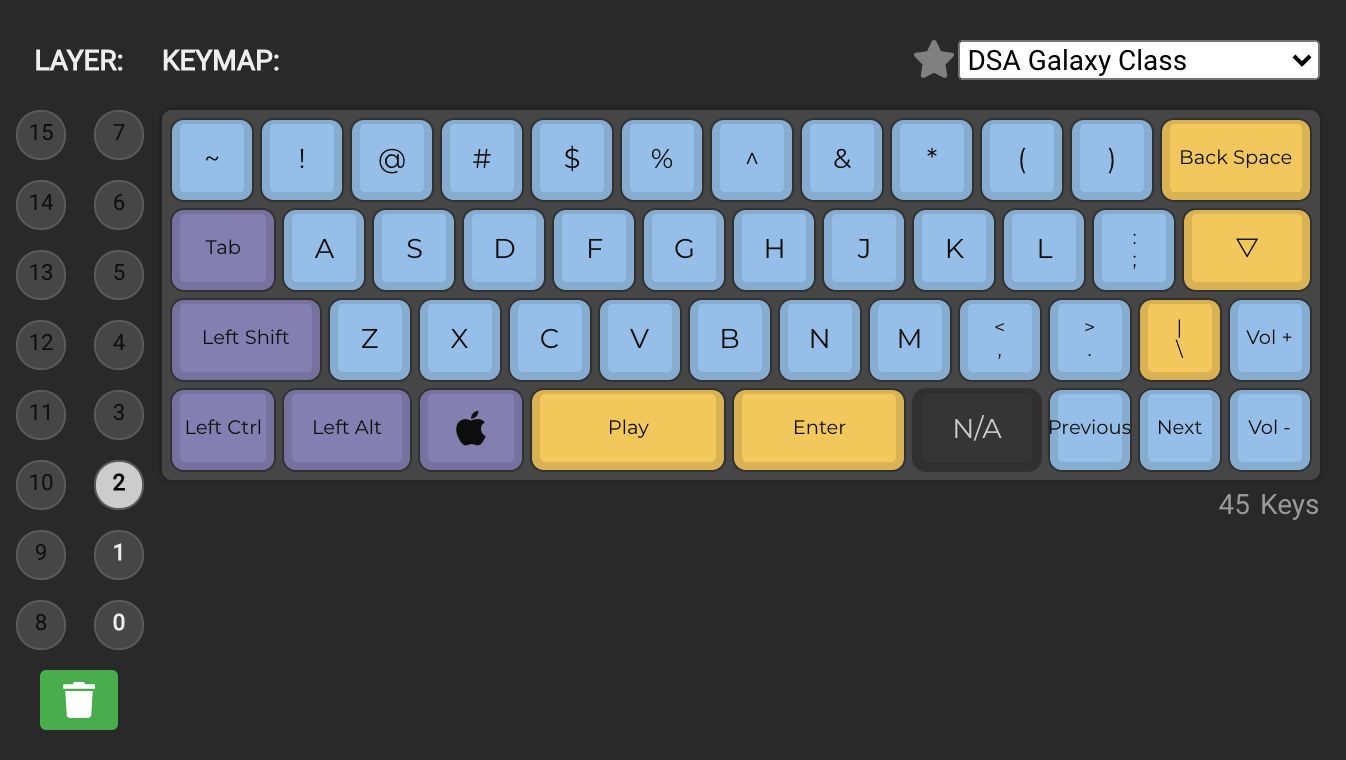 LAYER: KEYMAP: DSA Galaxy Class
15 7 ~ ! @ # $ % ^ & * ( ) Back Space
14 6
13 5 Tab A S D F G H J K L : ▽
;
12 4 Left Shift Z X C V B N M < > | Vol +
, . \
11 3 Left Ctrl Left Alt Play Enter N/A Previous Next Vol -
10 2
45 Keys
9 1
8 0